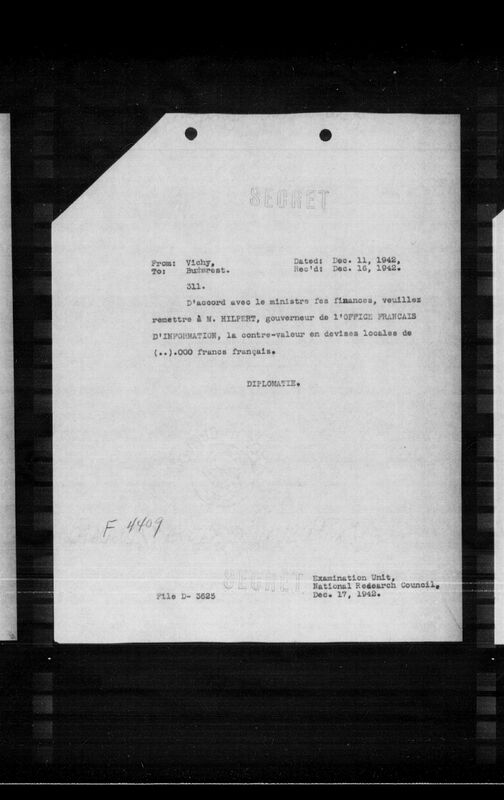 SECRET
From: Vichy, Dated: Dec. 11, 1942,
To: Bucharest. Rec'd: Dec. 16, 1942.
311.
D'accord avec le ministre fes finances, veuillez
remettre à M. HILPERT, gouverneur de l'OFFICE FRANCAIS
D'INFORMATION, la contre-valeur en devises locales de
(..).000 francs français.
DIPLOMATIE.
F 4409
SECRET
Examination Unit,
National Research Council,
File D- 3625 Dec. 17, 1942.